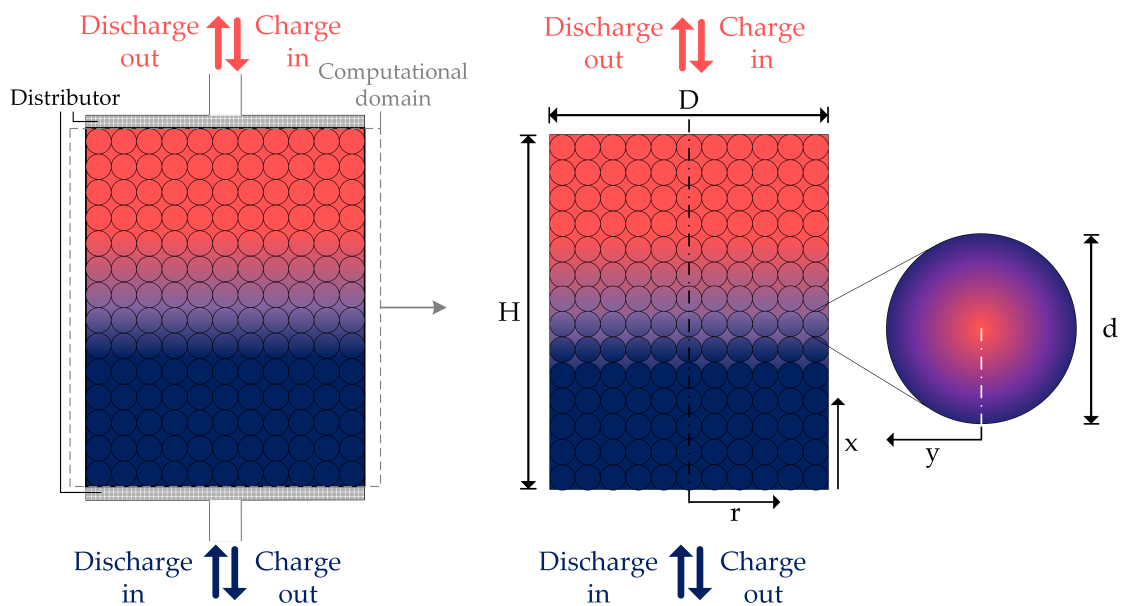 Discharge
out
Charge
in
Computational
domain
Distributor
Discharge
in
Charge
out
Discharge
out
Charge
in
D
H
x
r
d
y
Discharge
in
Charge
out